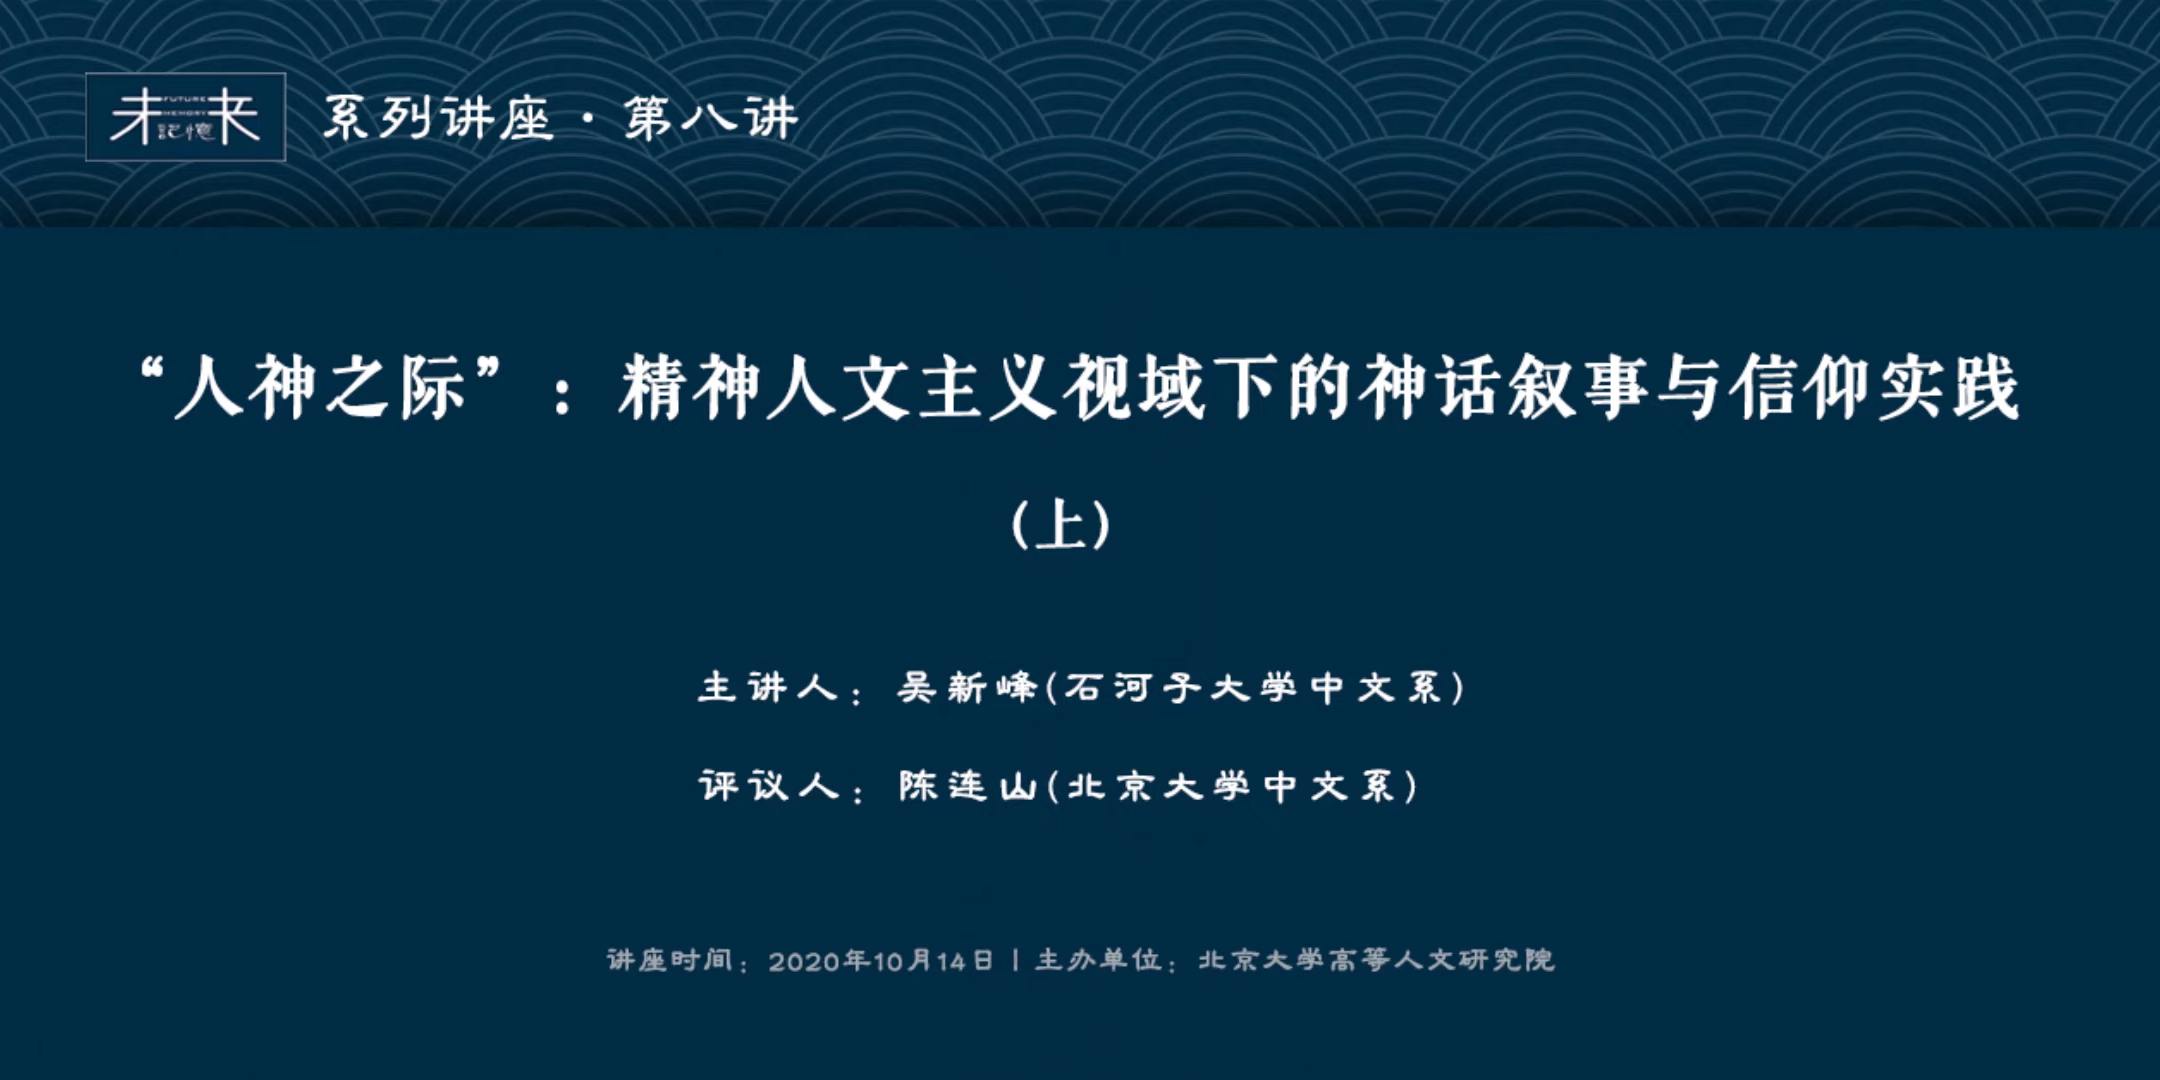 未来
FUTURE
MEMORY
記憶
系列讲座·第八讲
“人神之际”：精神人文主义视域下的神话叙事与信仰实践
（上）
主讲人：吴新峰（石河子大学中文系）
评议人：陈连山（北京大学中文系）
讲座时间：2020年10月14日 | 主办单位：北京大学高等人文研究院